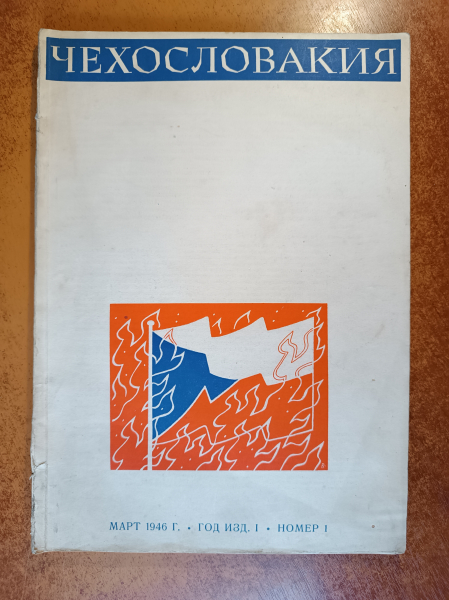 ЧЕХОСЛОВАКИЯ
МАРТ 1946 Г. • ГОД ИЗД. I • НОМЕР 1